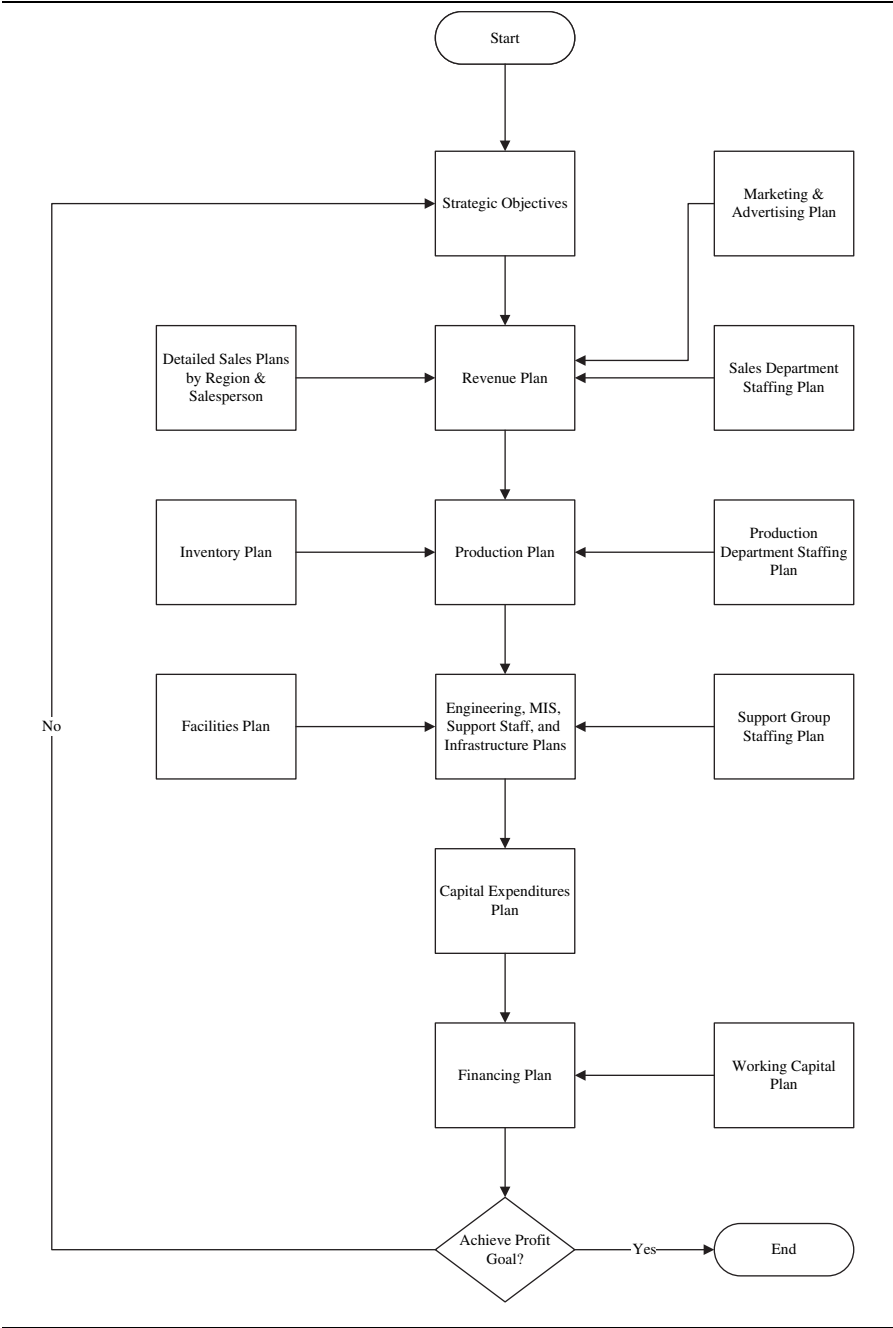 Start
Strategic Objectives
Marketing &
Advertising Plan
Detailed Sales Plans
by Region &
Salesperson
Revenue Plan
Sales Department
Staffing Plan
Inventory Plan
Production Plan
Production
Department Staffing
Plan
No
Facilities Plan
Engineering, MIS,
Support Staff, and
Infrastructure Plans
Support Group
Staffing Plan
Capital Expenditures
Plan
Financing Plan
Working Capital
Plan
Achieve Profit
Goal?
Yes
End